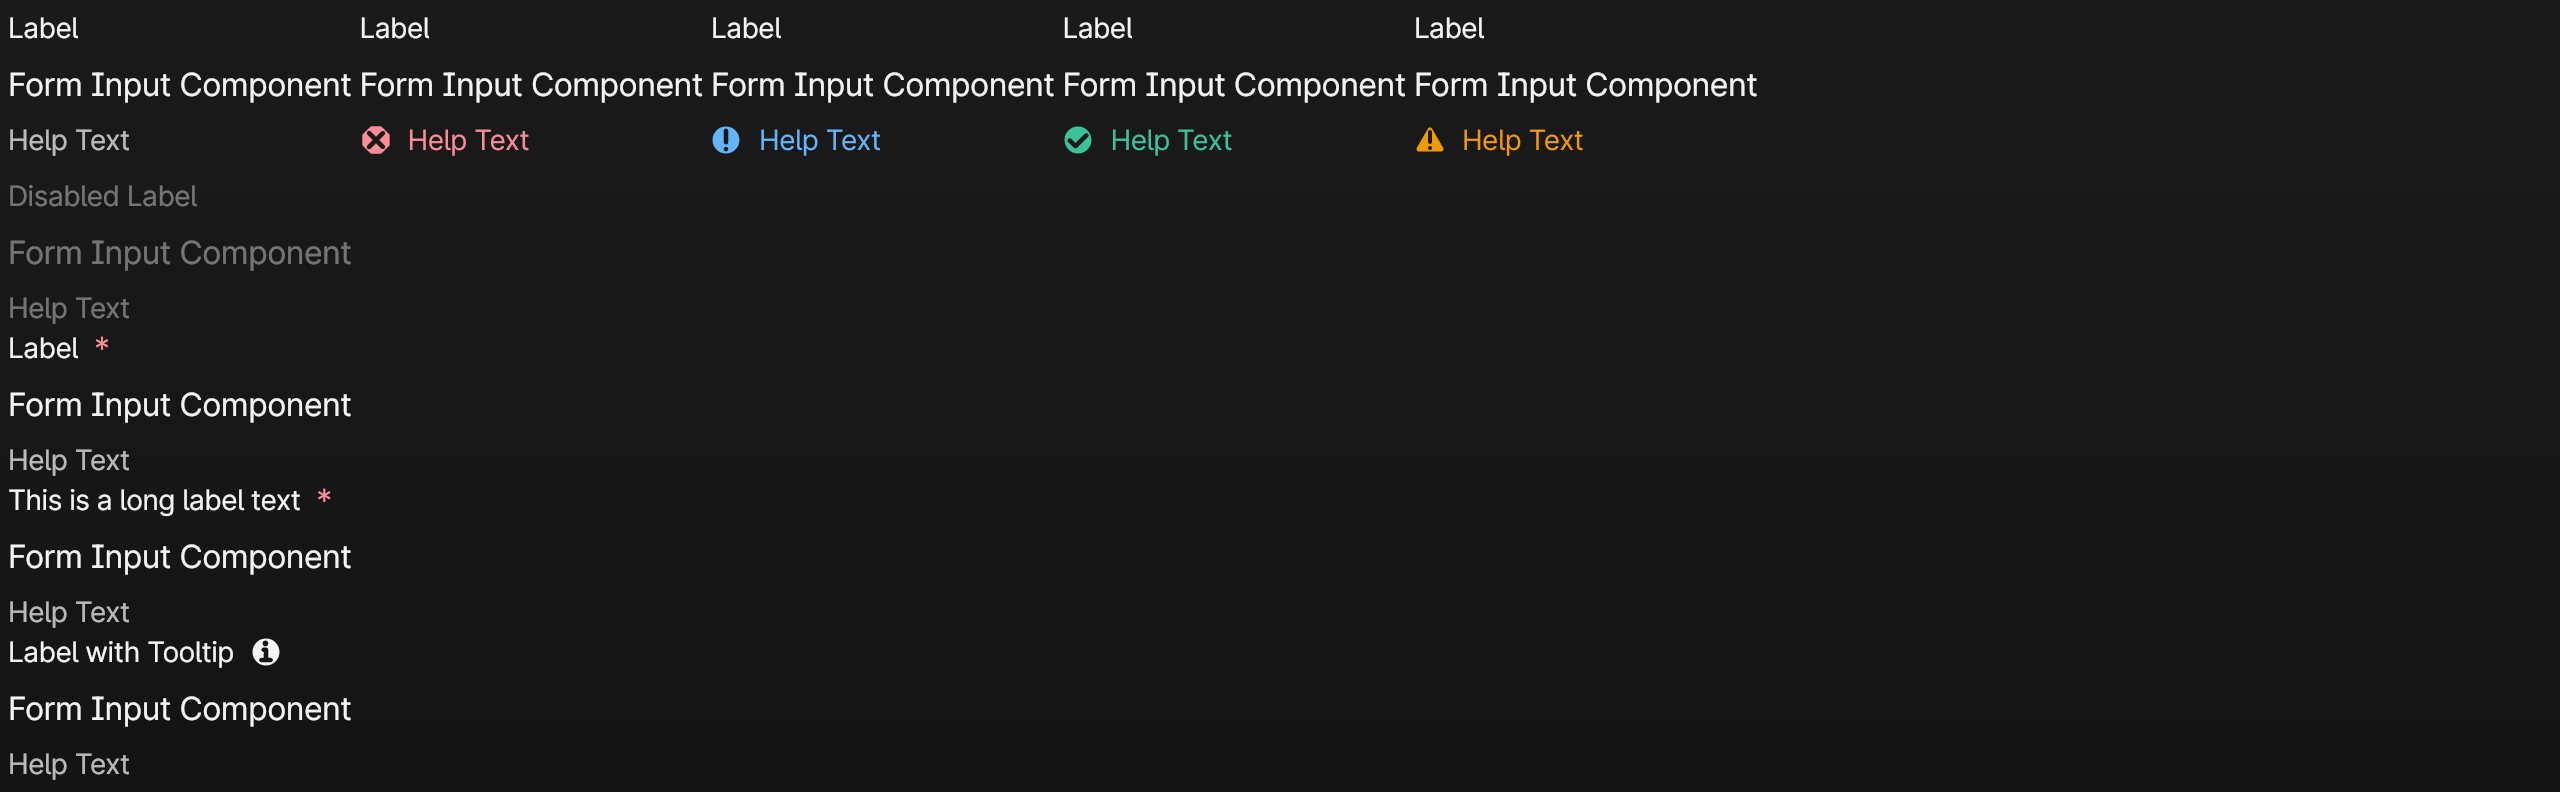 Label Label Label Label Label
Form Input Component Form Input Component Form Input Component Form Input Component Form Input Component
Help Text Help Text Help Text Help Text Help Text
Disabled Label
Form Input Component
Help Text
Label *
Form Input Component
Help Text
This is a long label text *
Form Input Component
Help Text
Label with Tooltip
Form Input Component
Help Text